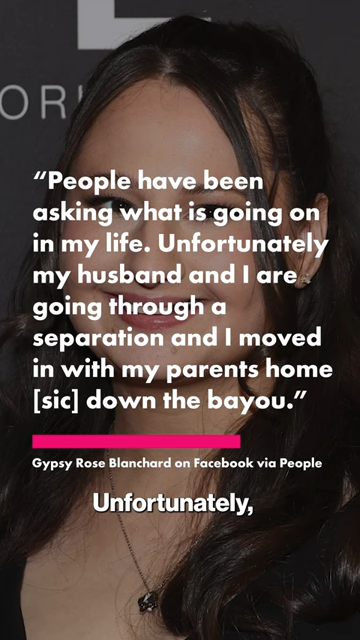 ORI
“People have been
asking what is going on
in my life. Unfortunately
my husband and I are
going through a
separation and I moved
in with my parents home
[sic] down the bayou.”
Gypsy Rose Blanchard on Facebook via People
Unfortunately,